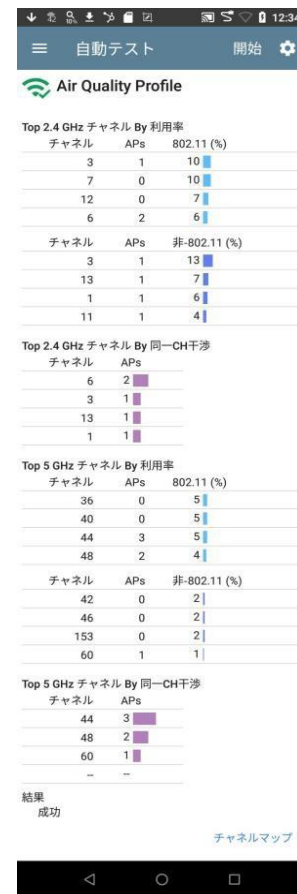 12:34
自動テスト 開始
Air Quality Profile
Top 2.4 GHz チャネル By 利用率
チャネル APs 802.11 (%)
3 1 10
7 0 10
12 0 7
6 2 6
チャネル APs 非-802.11 (%)
3 1 13
13 1 7
1 1 6
11 1 4
Top 2.4 GHz チャネル By 同一CH干渉
チャネル APs
6 2
3 1
13 1
1 1
Top 5 GHz チャネル By 利用率
チャネル APs 802.11 (%)
36 0 5
40 0 5
44 3 5
48 2 4
チャネル APs 非-802.11 (%)
42 0 2
46 0 2
153 0 2
60 1 1
Top 5 GHz チャネル By 同一CH干渉
チャネル APs
44 3
48 2
60 1
-- --
結果
成功
チャネルマップ